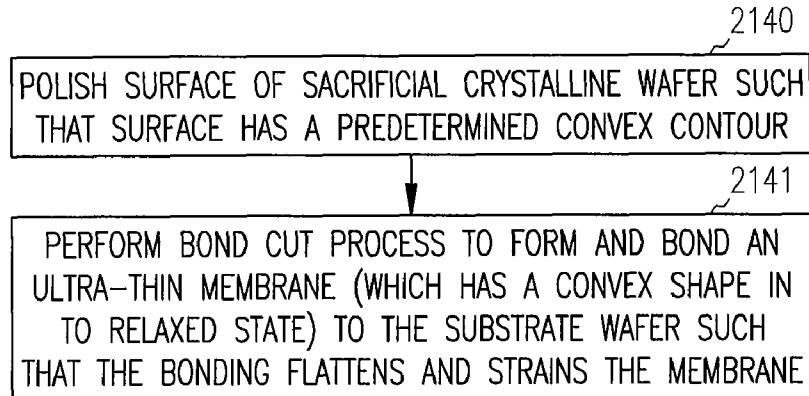 2140
POLISH SURFACE OF SACRIFICIAL CRYSTALLINE WAFER SUCH
THAT SURFACE HAS A PREDETERMINED CONVEX CONTOUR
2141
PERFORM BOND CUT PROCESS TO FORM AND BOND AN
ULTRA-THIN MEMBRANE (WHICH HAS A CONVEX SHAPE IN
TO RELAXED STATE) TO THE SUBSTRATE WAFER SUCH
THAT THE BONDING FLATTENS AND STRAINS THE MEMBRANE